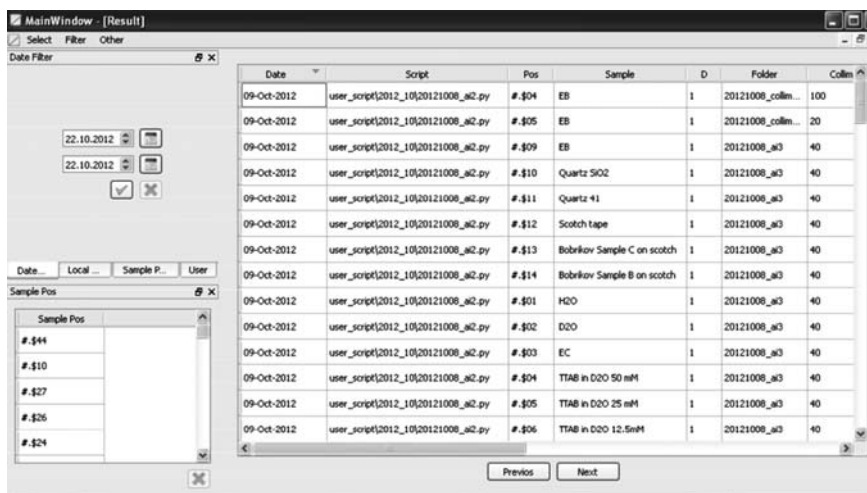 MainWindow - [Result]
Select Filter Other
Date Filter
22.10.2012
22.10.2012
Date... Local ... Sample P... User
Sample Pos
Sample Pos
#.$44
#.$10
#.$27
#.$26
#.$24
Date Script Pos Sample D Folder Collim
09-Oct-2012 user_script\2012_10\20121008_ai2.py #.$04 EB 1 20121008_collim... 100
09-Oct-2012 user_script\2012_10\20121008_ai2.py #.$05 EB 1 20121008_collim... 20
09-Oct-2012 user_script\2012_10\20121008_ai2.py #.$09 EB 1 20121008_ai3 40
09-Oct-2012 user_script\2012_10\20121008_ai2.py #.$10 Quartz SiO2 1 20121008_ai3 40
09-Oct-2012 user_script\2012_10\20121008_ai2.py #.$11 Quartz 41 1 20121008_ai3 40
09-Oct-2012 user_script\2012_10\20121008_ai2.py #.$12 Scotch tape 1 20121008_ai3 40
09-Oct-2012 user_script\2012_10\20121008_ai2.py #.$13 Bobrikov Sample C on scotch 1 20121008_ai3 40
09-Oct-2012 user_script\2012_10\20121008_ai2.py #.$14 Bobrikov Sample B on scotch 1 20121008_ai3 40
09-Oct-2012 user_script\2012_10\20121008_ai2.py #.$01 H2O 1 20121008_ai3 40
09-Oct-2012 user_script\2012_10\20121008_ai2.py #.$02 D2O 1 20121008_ai3 40
09-Oct-2012 user_script\2012_10\20121008_ai2.py #.$03 EC 1 20121008_ai3 40
09-Oct-2012 user_script\2012_10\20121008_ai2.py #.$04 TTAB in D2O 50 mM 1 20121008_ai3 40
09-Oct-2012 user_script\2012_10\20121008_ai2.py #.$05 TTAB in D2O 25 mM 1 20121008_ai3 40
09-Oct-2012 user_script\2012_10\20121008_ai2.py #.$06 TTAB in D2O 12.5mM 1 20121008_ai3 40
Previos Next